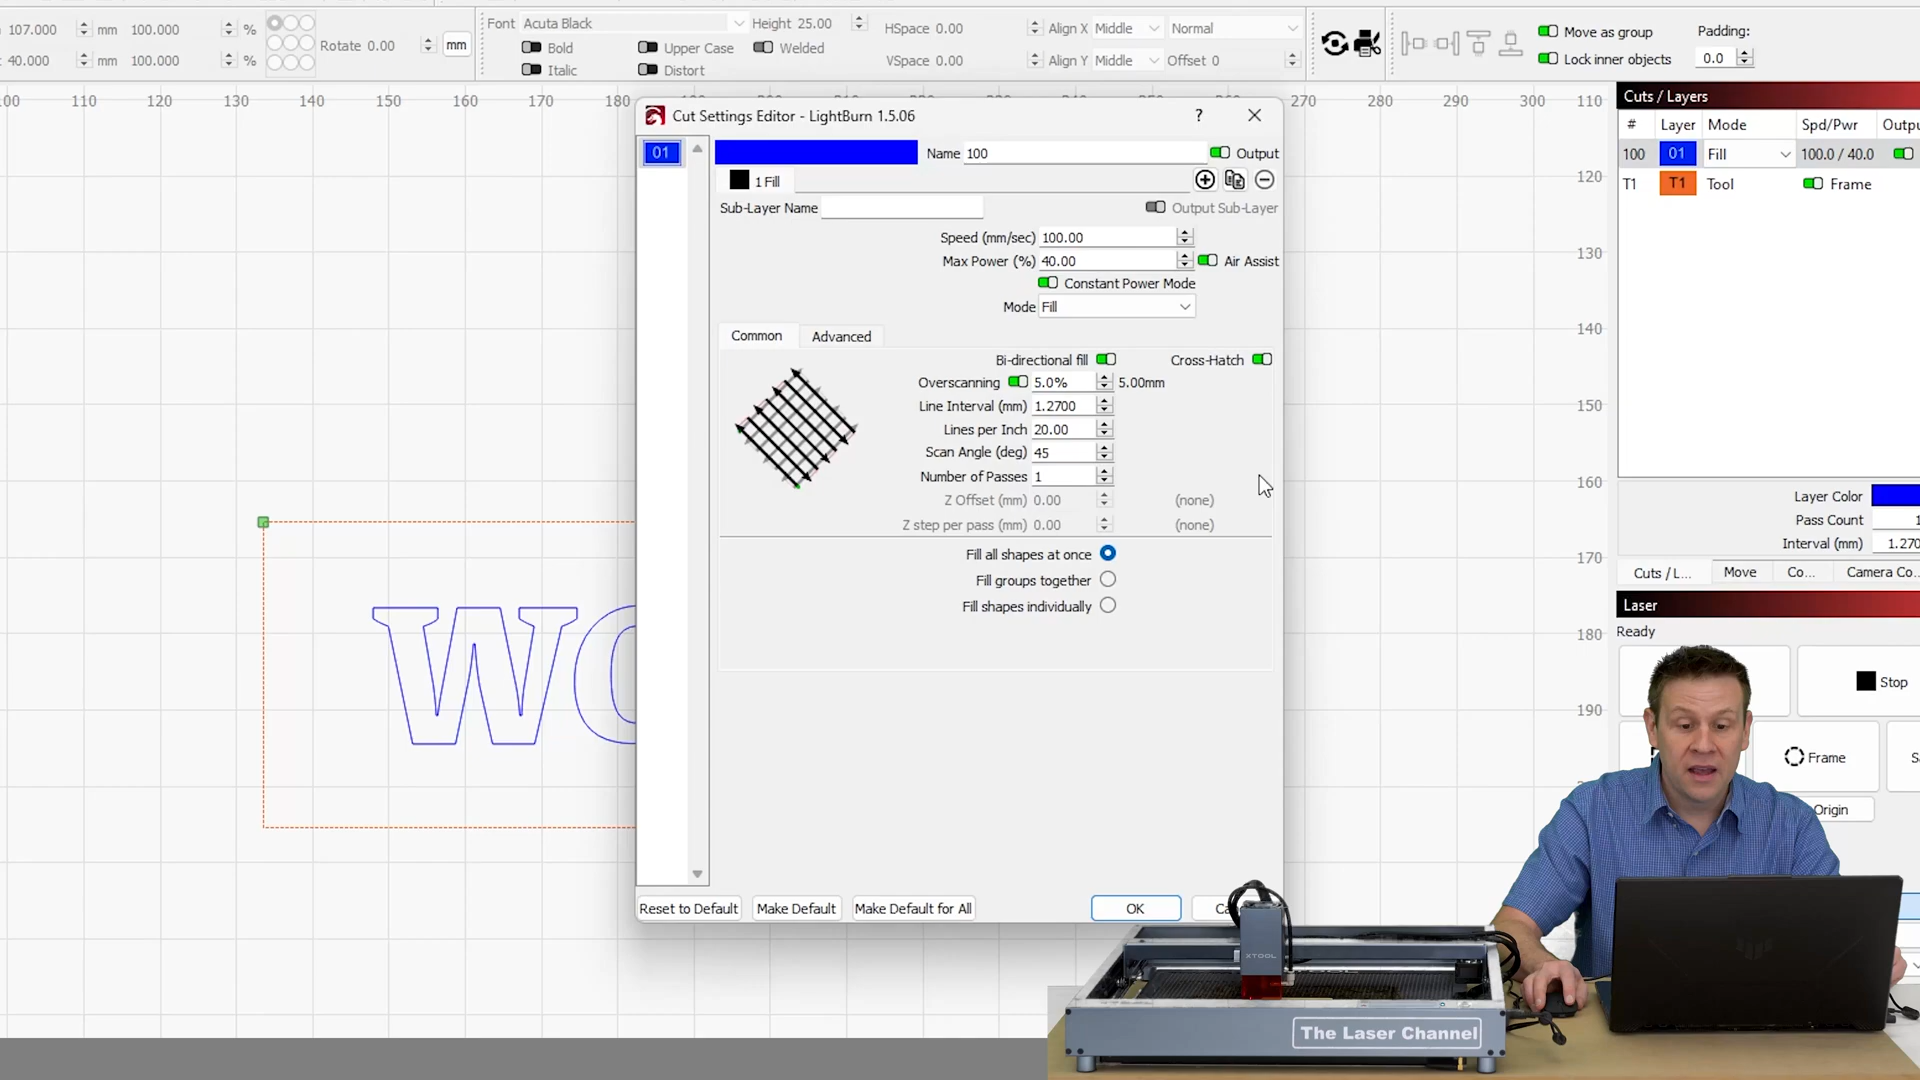 107.000 mm 100.000 %
40.000 mm 100.000 %
Rotate 0.00 mm
Font Acuta Black Height 25.00
Bold Upper Case Welded
Italic Distort
HSpace 0.00 Align X Middle Normal
VSpace 0.00 Align Y Middle Offset 0
Move as group
Lock inner objects
Padding:
0.0
110 120 130 140 150 160 170 180
270 280 290 300 110
120
130
140
150
160
170
180
190
Cut Settings Editor - LightBurn 1.5.06 ?
01
Name 100 Output
1 Fill
Sub-Layer Name Output Sub-Layer
Speed (mm/sec) 100.00
Max Power (%) 40.00 Air Assist
Constant Power Mode
Mode Fill
Common Advanced
Bi-directional fill Cross-Hatch
Overscanning 5.0% 5.00mm
Line Interval (mm) 1.2700
Lines per Inch 20.00
Scan Angle (deg) 45
Number of Passes 1
Z Offset (mm) 0.00 (none)
Z step per pass (mm) 0.00 (none)
Fill all shapes at once
Fill groups together
Fill shapes individually
Reset to Default Make Default Make Default for All OK
W
Cuts / Layers
# Layer Mode Spd/Pwr Outpu
100 01 Fill 100.0 / 40.0
T1 T1 Tool Frame
Layer Color
Pass Count 1
Interval (mm) 1.270
Cuts / L... Move Co... Camera Co...
Laser
Ready
Stop
Frame
Origin
XTOOL
The Laser Channel